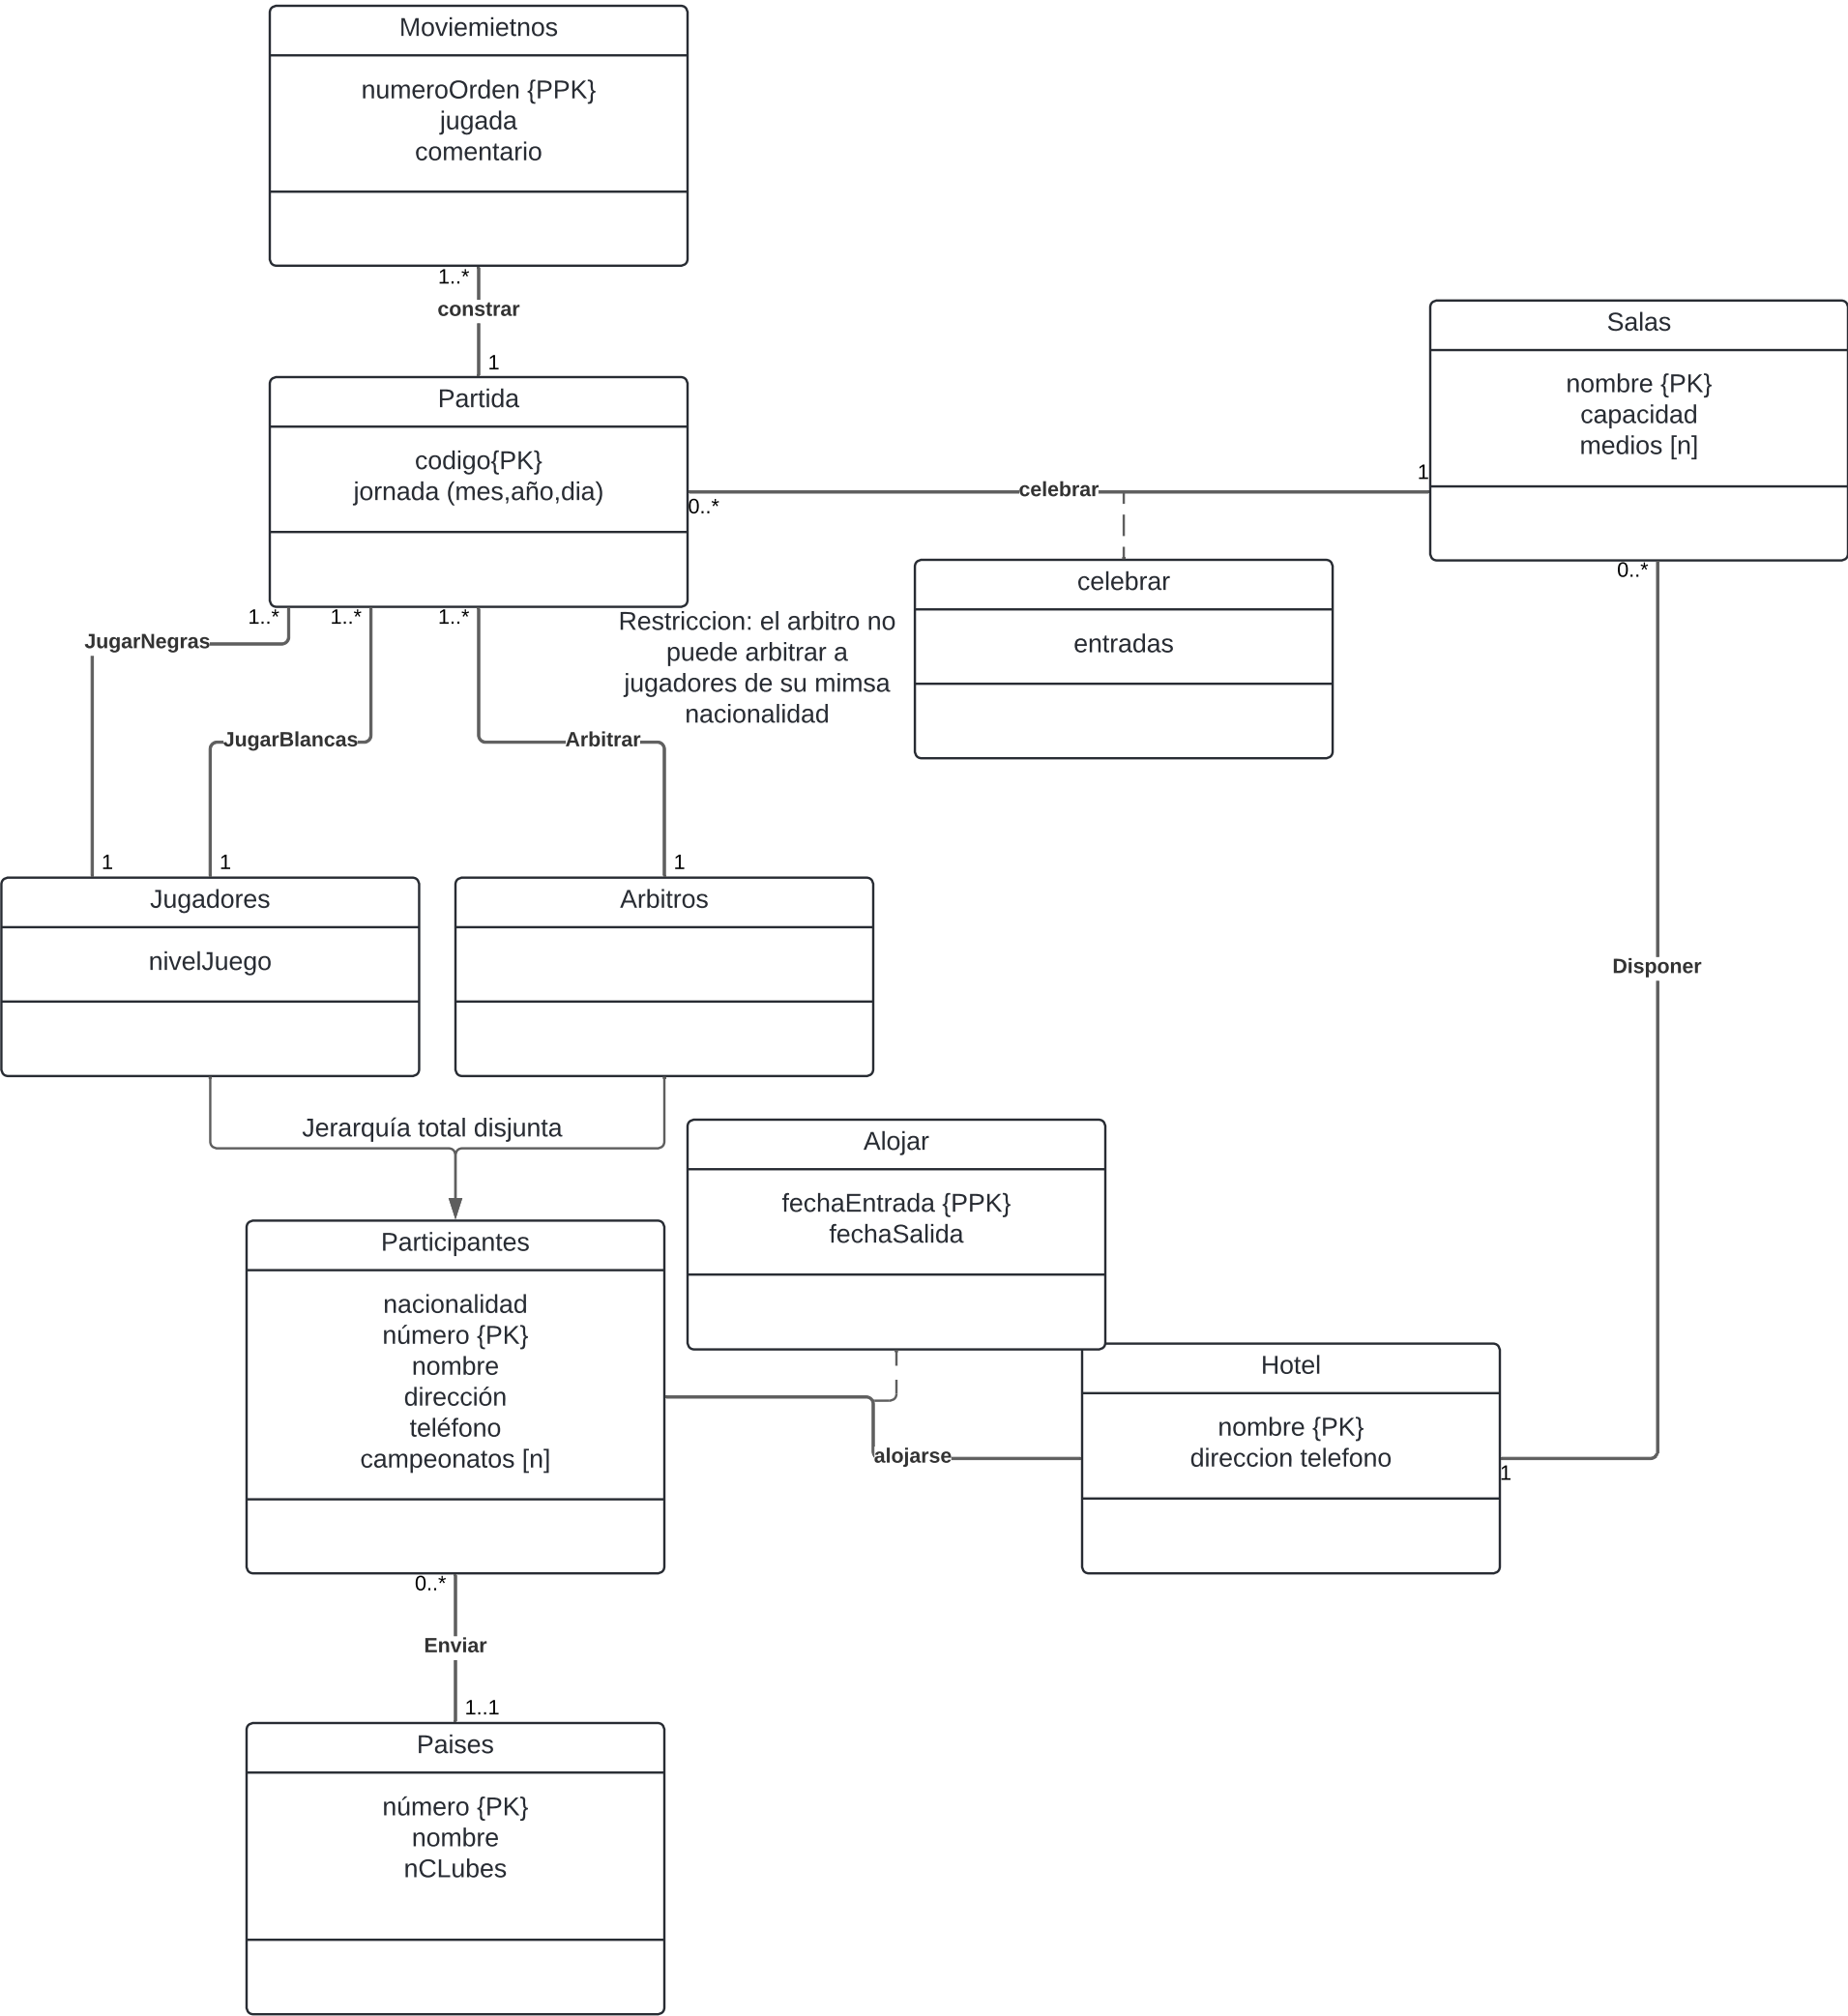 Moviemietnos
numeroOrden {PPK}
jugada
comentario
1..*
constrar
1
Partida
codigo{PK}
jornada (mes,año,dia)
Salas
nombre {PK}
capacidad
medios [n]
0..*
celebrar
1
celebrar
entradas
Restriccion: el arbitro no
puede arbitrar a
jugadores de su mimsa
nacionalidad
1..*
1..*
1..*
JugarNegras
JugarBlancas
Arbitrar
1
1
1
0..*
Disponer
1
Jugadores
nivelJuego
Arbitros
Jerarquía total disjunta
Alojar
fechaEntrada {PPK}
fechaSalida
Participantes
nacionalidad
número {PK}
nombre
dirección
teléfono
campeonatos [n]
alojarse
Hotel
nombre {PK}
direccion telefono
0..*
Enviar
1..1
Paises
número {PK}
nombre
nCLubes